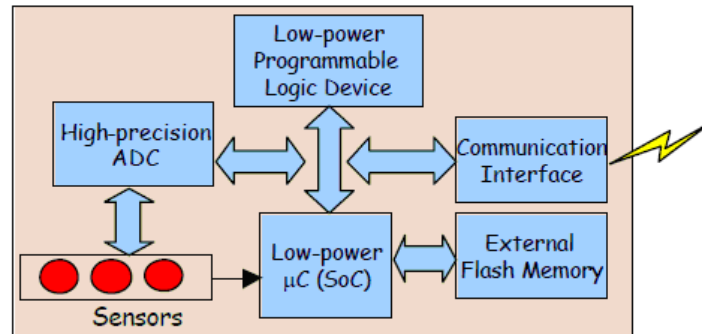 Low-power
Programmable
Logic Device
High-precision
ADC
Communication
Interface
Low-power
μC (SoC)
External
Flash Memory
Sensors